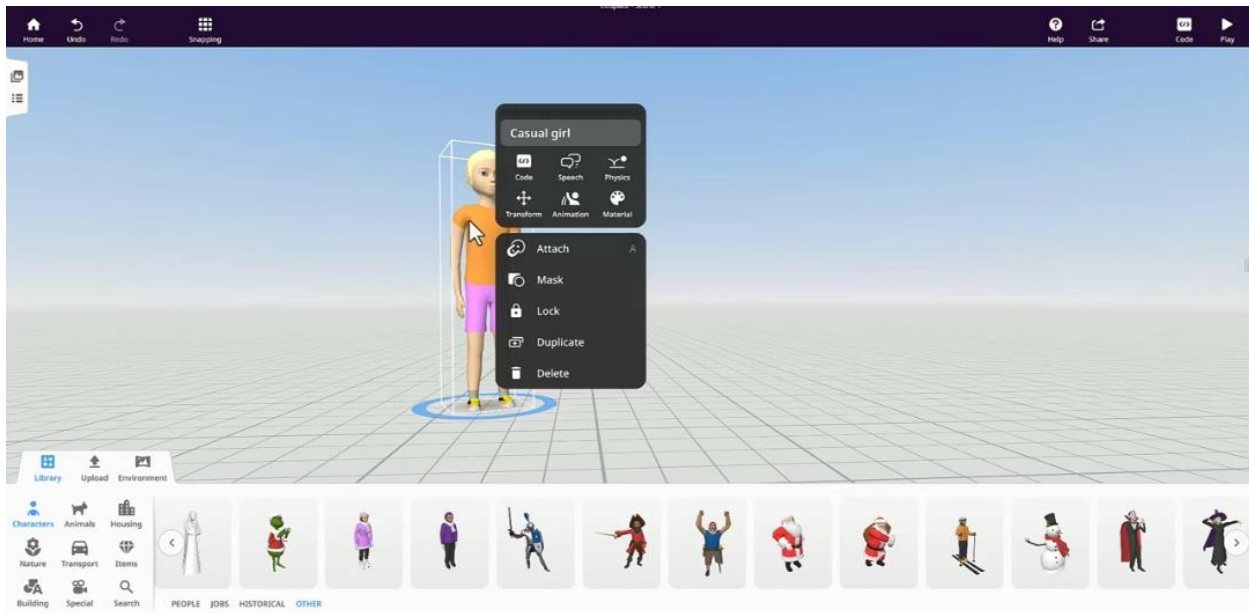 Home Undo Redo Snapping Help Share Code Play
Casual girl
Code Speech Physics
Transform Animation Material
Attach A
Mask
Lock
Duplicate
Delete
Library Upload Environment
Characters Animals Housing
Nature Transport Items
Building Special Search
PEOPLE JOBS HISTORICAL OTHER